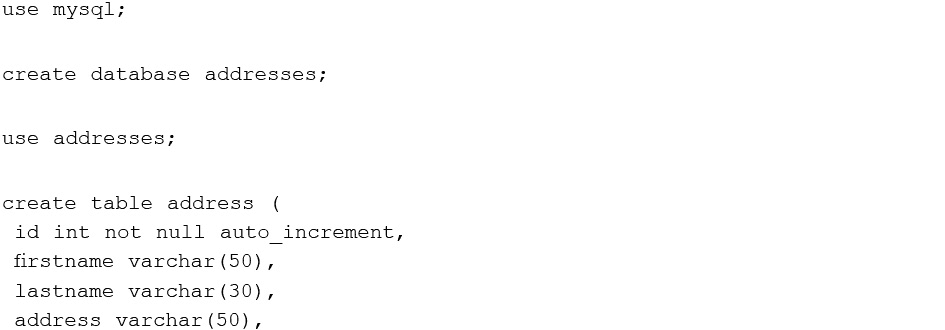 use mysql;
create database addresses;
use addresses;
create table address (
id int not null auto_increment,
firstname varchar(50),
lastname varchar(30),
address varchar(50),